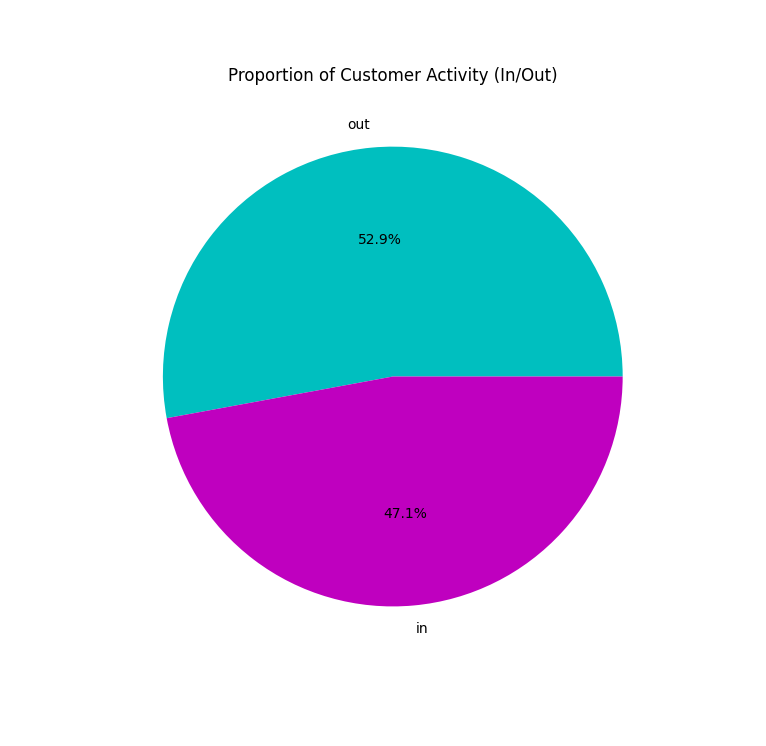 Proportion of Customer Activity (In/Out)
out
52.9%
47.1%
in